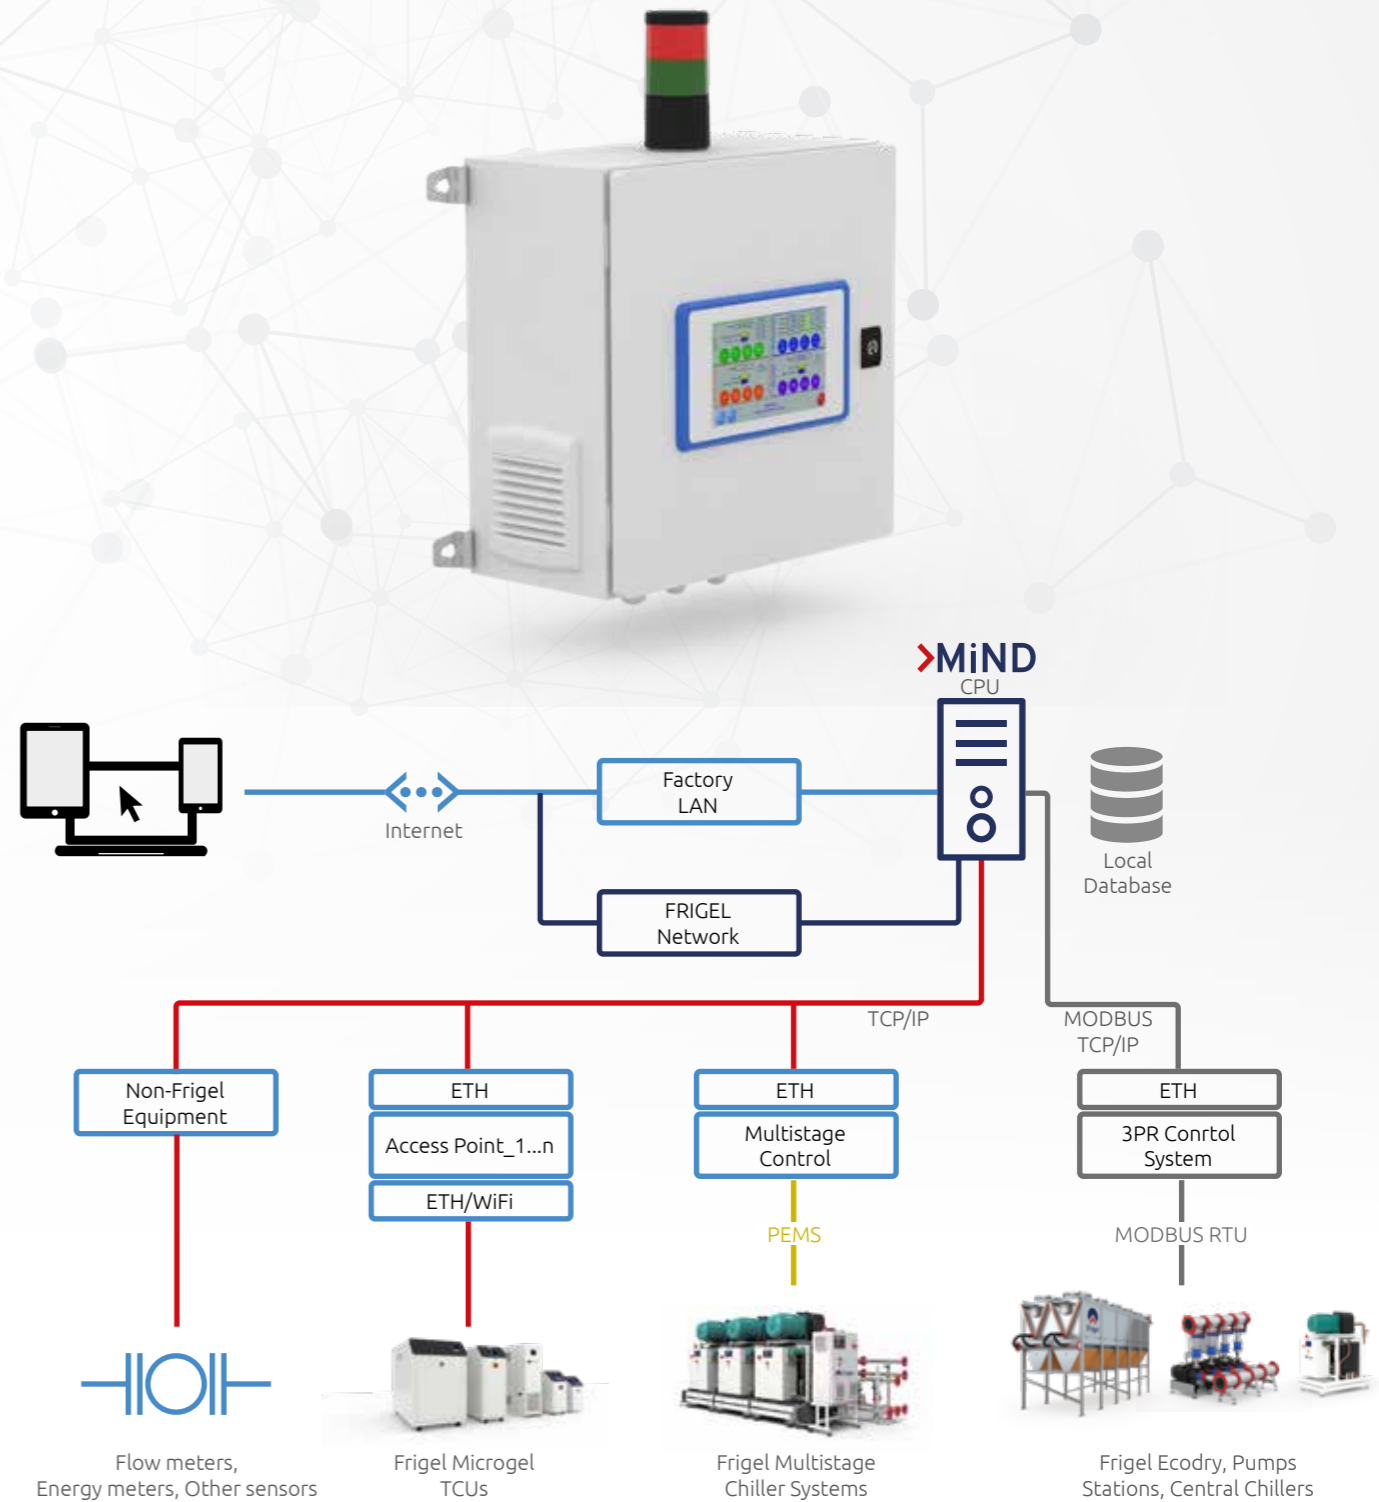 >MiND
CPU
Factory
LAN
Internet
Local
Database
FRIGEL
Network
TCP/IP
MODBUS
TCP/IP
Non-Frigel
Equipment
ETH
Access Point_1...n
ETH/WiFi
ETH
Multistage
Control
ETH
3PR Conrtol
System
PEMS
MODBUS RTU
Flow meters,
Energy meters, Other sensors
Frigel Microgel
TCUs
Frigel Multistage
Chiller Systems
Frigel Ecodry, Pumps
Stations, Central Chillers